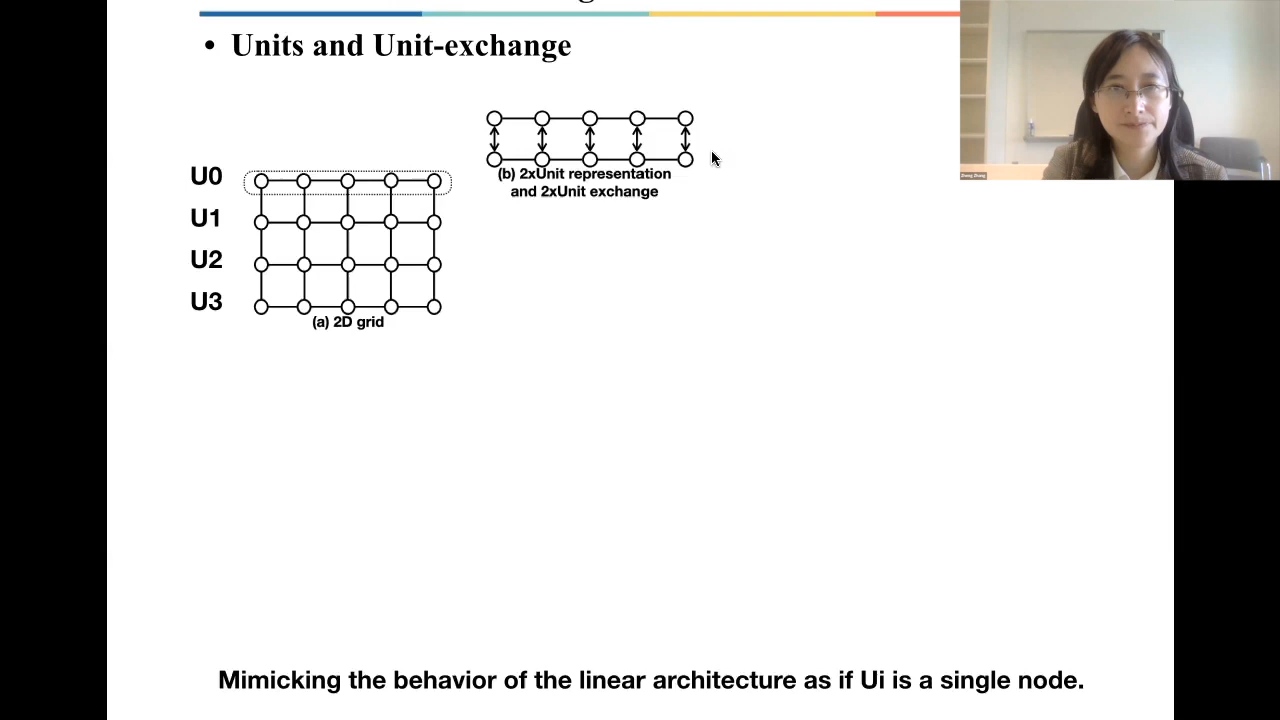 • Units and Unit-exchange
(b) 2xUnit representation
and 2xUnit exchange
U0
U1
U2
U3
(a) 2D grid
Mimicking the behavior of the linear architecture as if Ui is a single node.